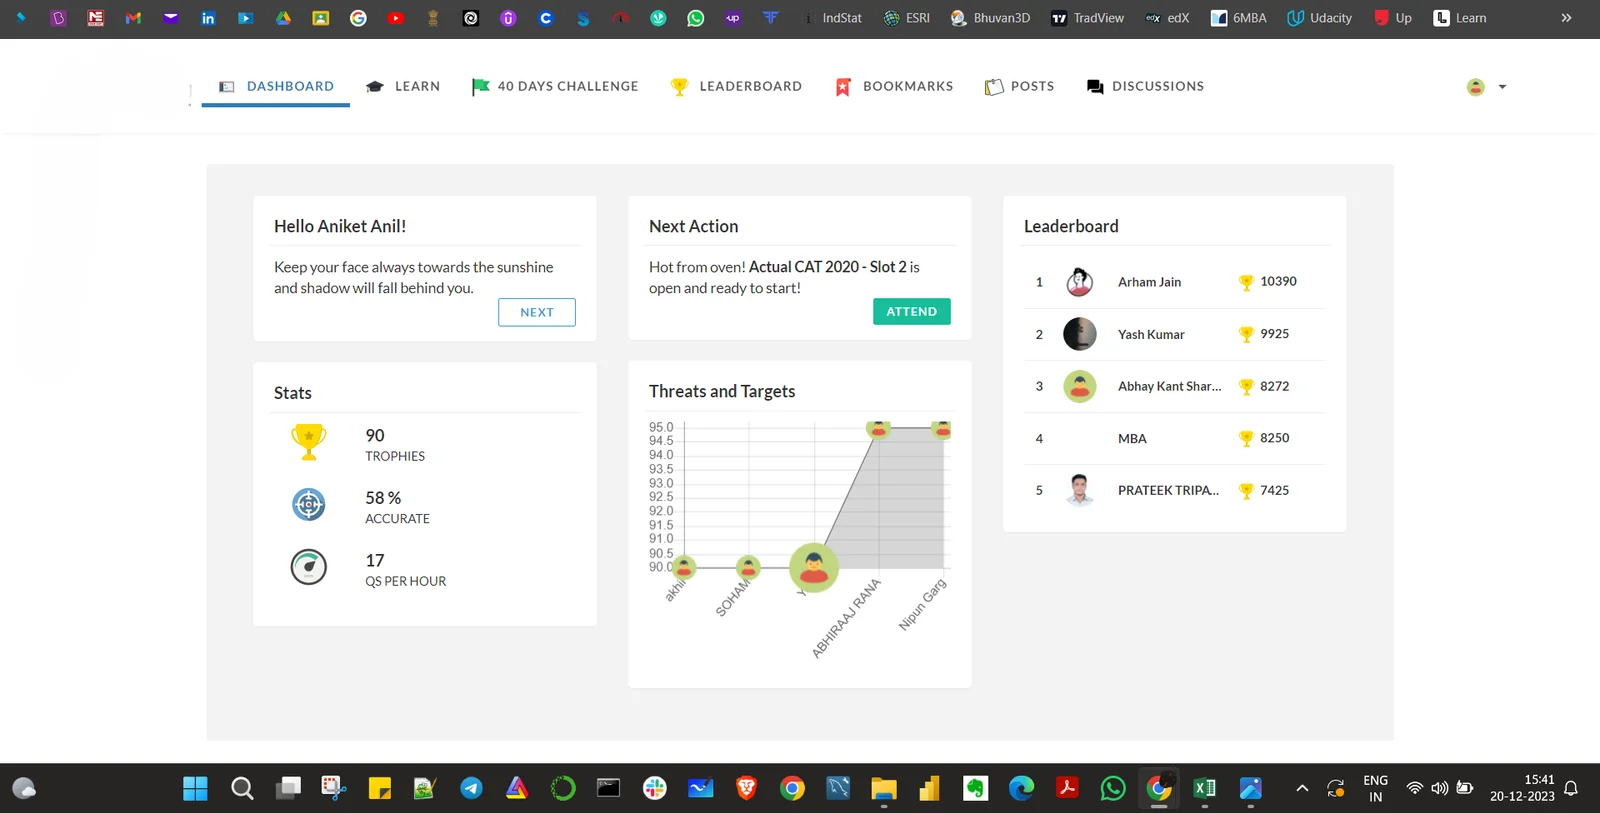 IndStat ESRI Bhuvan3D TradView edX 6MBA Udacity Up Learn »
DASHBOARD LEARN 40 DAYS CHALLENGE LEADERBOARD BOOKMARKS POSTS DISCUSSIONS
Hello Aniket Anil!
Keep your face always towards the sunshine
and shadow will fall behind you.
NEXT
Stats
90
TROPHIES
58 %
ACCURATE
17
QS PER HOUR
Next Action
Hot from oven! Actual CAT 2020 - Slot 2 is
open and ready to start!
ATTEND
Threats and Targets
95.0
94.5
94.0
93.5
93.0
92.5
92.0
91.5
91.0
90.5
90.0
akhil
SOHAM
ABHIRAAJ RANA
Nipun Garg
Leaderboard
1 Arham Jain 10390
2 Yash Kumar 9925
3 Abhay Kant Shar... 8272
4 MBA 8250
5 PRATEEK TRIPA... 7425
ENG
IN
15:41
20-12-2023